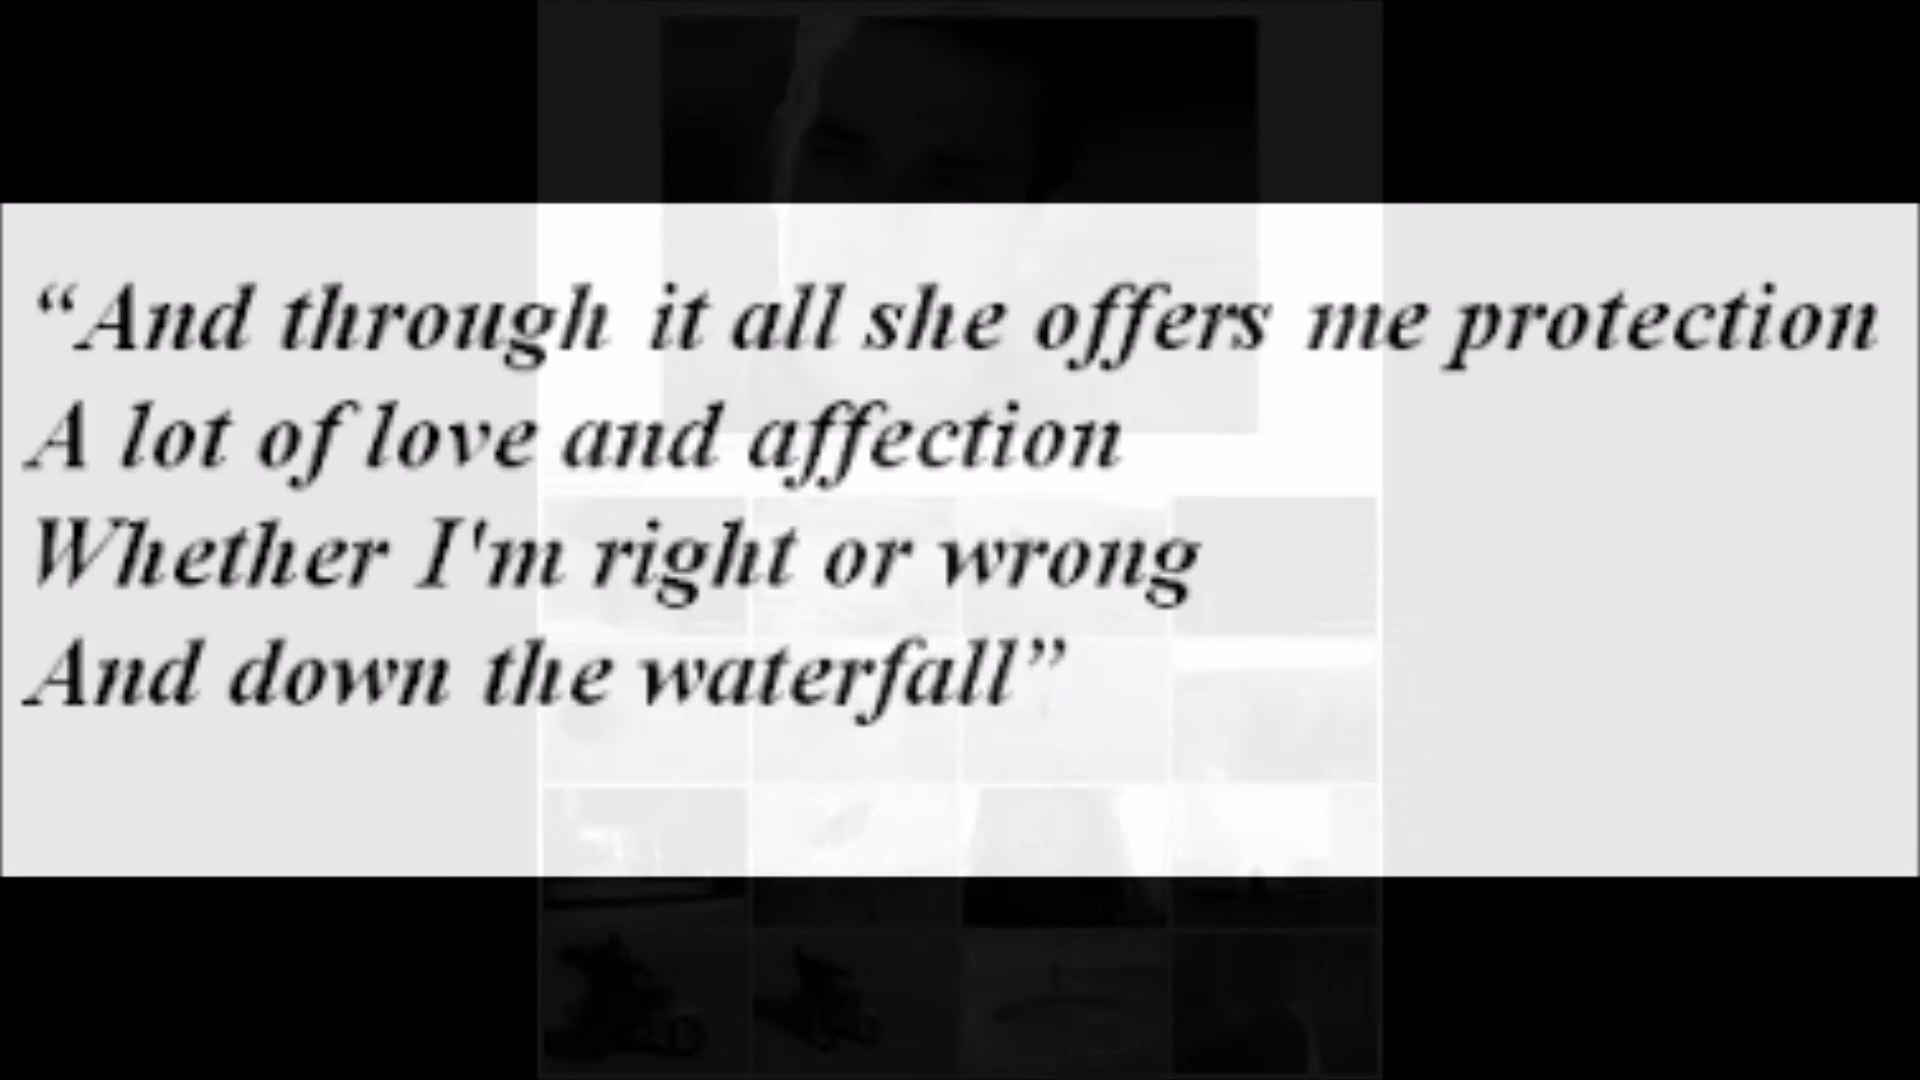 “And through it all she offers me protection
A lot of love and affection
Whether I'm right or wrong
And down the waterfall”